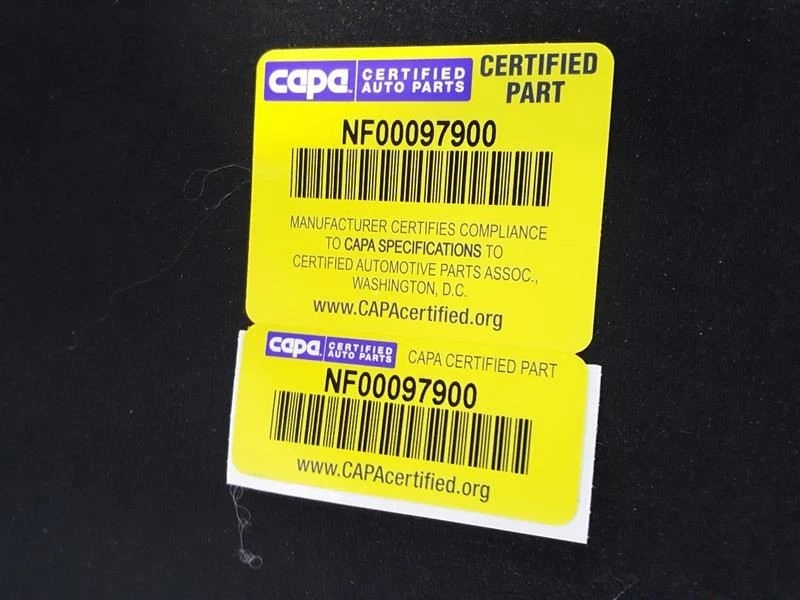 capa™ CERTIFIED AUTO PARTS
CERTIFIED PART
NF00097900
MANUFACTURER CERTIFIES COMPLIANCE
TO CAPA SPECIFICATIONS TO
CERTIFIED AUTOMOTIVE PARTS ASSOC.,
WASHINGTON, D.C.
www.CAPAcertified.org
capa CERTIFIED AUTO PARTS CAPA CERTIFIED PART
NF00097900
www.CAPAcertified.org